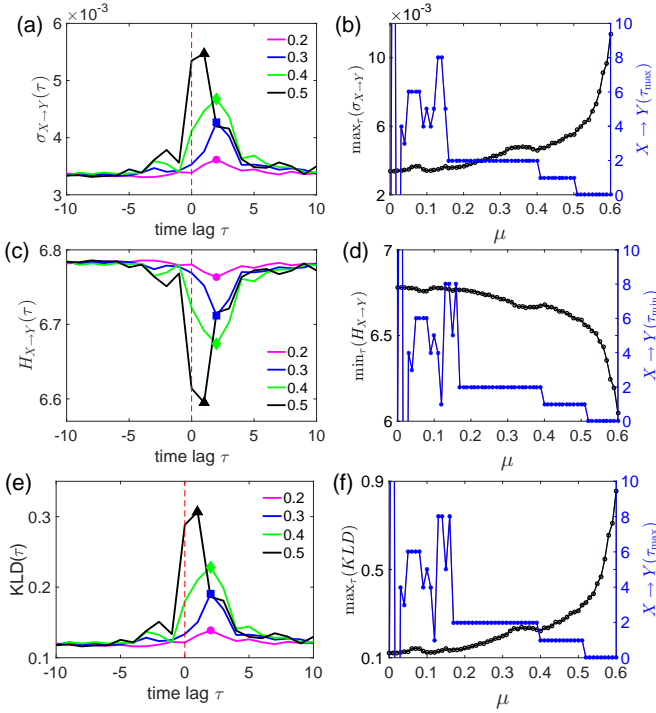 (a)
×10⁻³
6
5
4
3
σ_{X→Y}(τ)
0.2
0.3
0.4
0.5
-10 -5 0 5 10
time lag τ
(b)
×10⁻³
10
6
2
max_τ(σ_{X→Y})
10
8
6
4
2
0
X → Y(τ_max)
0 0.1 0.2 0.3 0.4 0.5 0.6
μ
(c)
6.8
6.7
6.6
H_{X→Y}(τ)
0.2
0.3
0.4
0.5
-10 -5 0 5 10
time lag τ
(d)
7
6.5
6
min_τ(H_{X→Y})
10
8
6
4
2
0
X → Y(τ_min)
0 0.1 0.2 0.3 0.4 0.5 0.6
μ
(e)
0.3
0.2
0.1
KLD(τ)
0.2
0.3
0.4
0.5
-10 -5 0 5 10
time lag τ
(f)
0.9
0.5
0.1
max_τ(KLD)
10
8
6
4
2
0
X → Y(τ_max)
0 0.1 0.2 0.3 0.4 0.5 0.6
μ